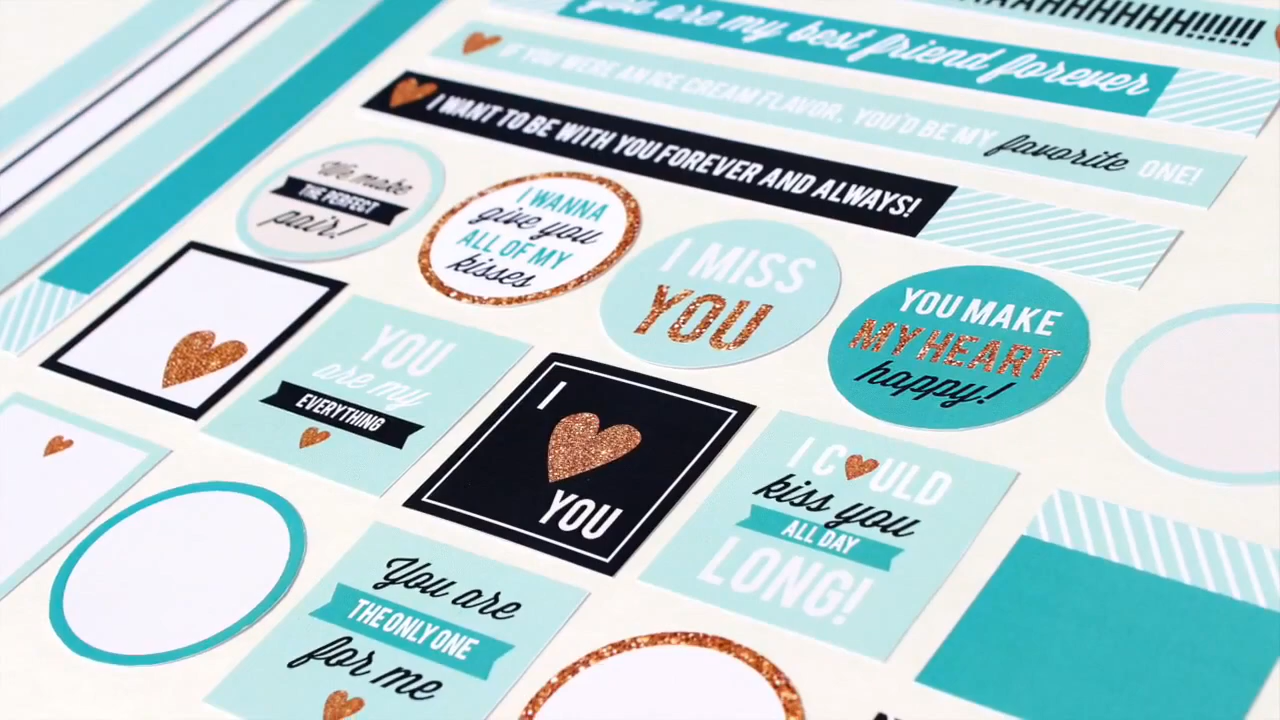 AAAHHHHHH!!!!!!
you are my best friend forever
IF YOU WERE AN ICE CREAM FLAVOR, YOU'D BE MY favorite ONE!
I WANT TO BE WITH YOU FOREVER AND ALWAYS!
We make
THE PERFECT
pair!
I WANNA
give you
ALL OF MY
kisses
I MISS
YOU
YOU MAKE
MY HEART
happy!
YOU
are my
EVERYTHING
I
YOU
I COULD
kiss you
ALL DAY
LONG!
You are
THE ONLY ONE
for me